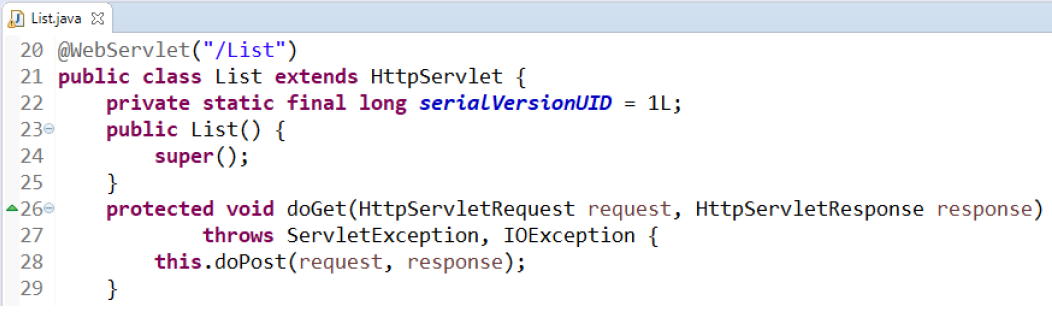 List.java
20 @WebServlet("/List")
21 public class List extends HttpServlet {
22     private static final long serialVersionUID = 1L;
23     public List() {
24         super();
25     }
26     protected void doGet(HttpServletRequest request, HttpServletResponse response)
27             throws ServletException, IOException {
28         this.doPost(request, response);
29     }